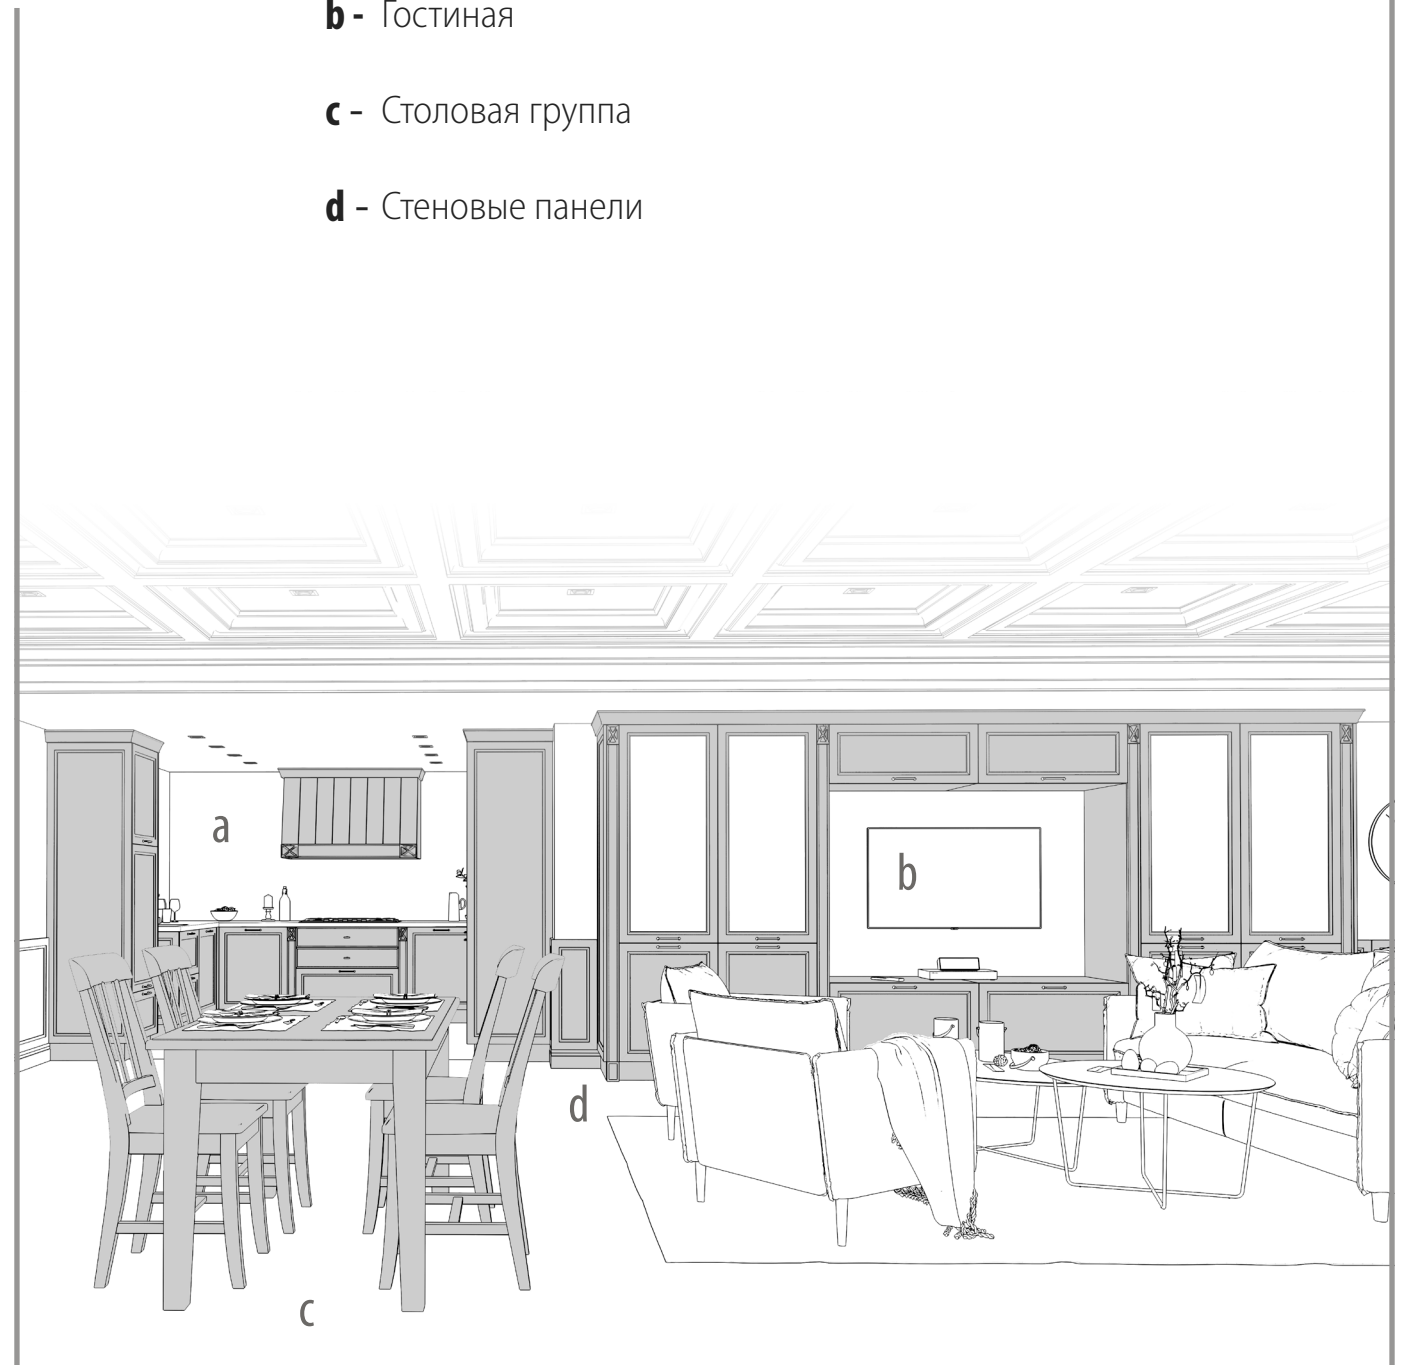 b - Гостиная
c - Столовая группа
d - Стеновые панели
a
b
d
c